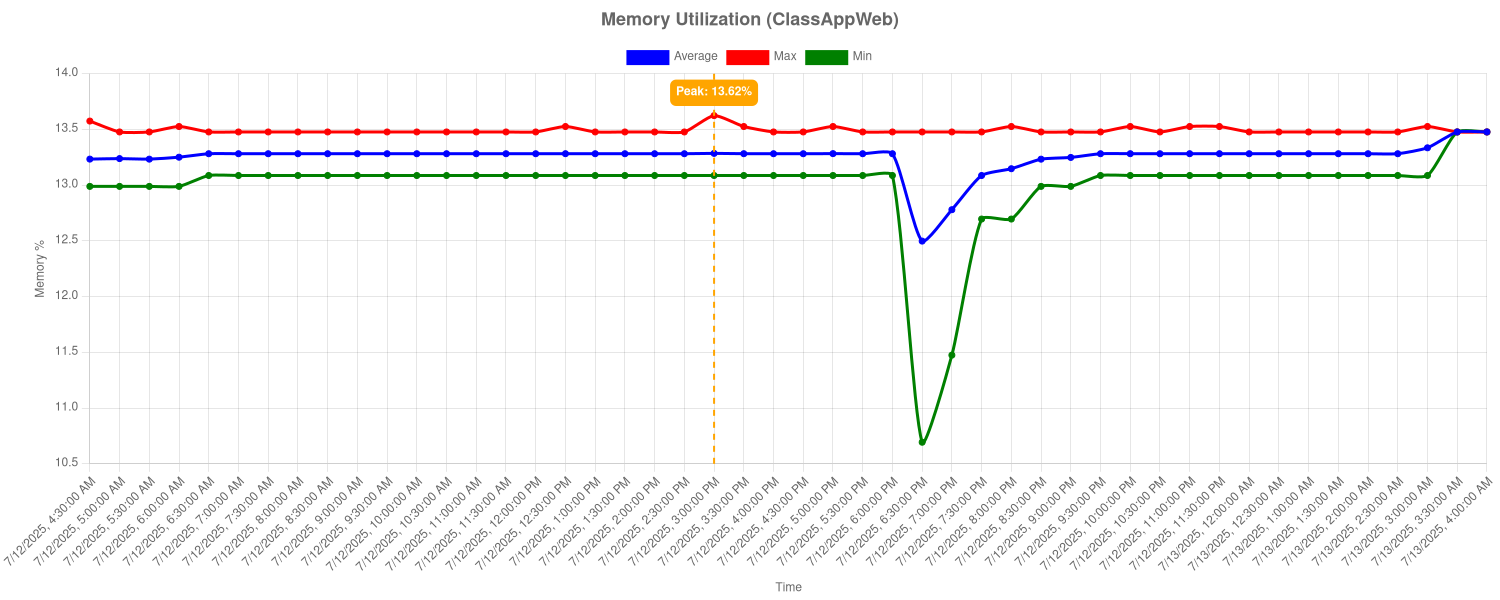 Memory Utilization (ClassAppWeb)
Average Max Min
Peak: 13.62%
14.0
13.5
13.0
12.5
12.0
11.5
11.0
10.5
Memory %
7/12/2025, 4:30:00 AM
7/12/2025, 5:00:00 AM
7/12/2025, 5:30:00 AM
7/12/2025, 6:00:00 AM
7/12/2025, 6:30:00 AM
7/12/2025, 7:00:00 AM
7/12/2025, 7:30:00 AM
7/12/2025, 8:00:00 AM
7/12/2025, 8:30:00 AM
7/12/2025, 9:00:00 AM
7/12/2025, 9:30:00 AM
7/12/2025, 10:00:00 AM
7/12/2025, 10:30:00 AM
7/12/2025, 11:00:00 AM
7/12/2025, 11:30:00 AM
7/12/2025, 12:00:00 PM
7/12/2025, 12:30:00 PM
7/12/2025, 1:00:00 PM
7/12/2025, 1:30:00 PM
7/12/2025, 2:00:00 PM
7/12/2025, 2:30:00 PM
7/12/2025, 3:00:00 PM
7/12/2025, 3:30:00 PM
7/12/2025, 4:00:00 PM
7/12/2025, 4:30:00 PM
7/12/2025, 5:00:00 PM
7/12/2025, 5:30:00 PM
7/12/2025, 6:00:00 PM
7/12/2025, 6:30:00 PM
7/12/2025, 7:00:00 PM
7/12/2025, 7:30:00 PM
7/12/2025, 8:00:00 PM
7/12/2025, 8:30:00 PM
7/12/2025, 9:00:00 PM
7/12/2025, 9:30:00 PM
7/12/2025, 10:00:00 PM
7/12/2025, 10:30:00 PM
7/12/2025, 11:00:00 PM
7/12/2025, 11:30:00 PM
7/13/2025, 12:00:00 AM
7/13/2025, 12:30:00 AM
7/13/2025, 1:00:00 AM
7/13/2025, 1:30:00 AM
7/13/2025, 2:00:00 AM
7/13/2025, 2:30:00 AM
7/13/2025, 3:00:00 AM
7/13/2025, 3:30:00 AM
7/13/2025, 4:00:00 AM
Time